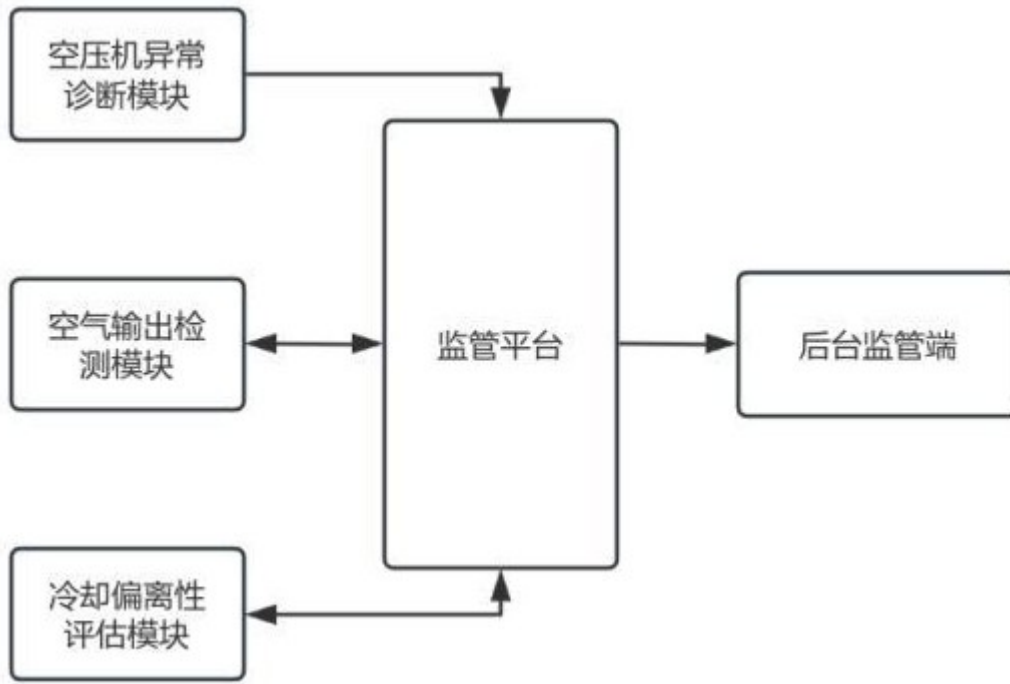 空压机异常
诊断模块
空气输出检
测模块
监管平台
后台监管端
冷却偏离性
评估模块